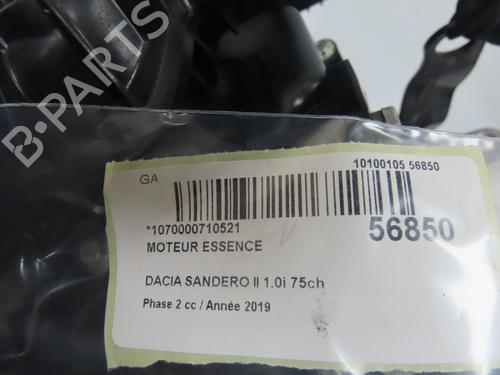 B-PARTS
GA
10100105 56850
*1070000710521
56850
MOTEUR ESSENCE
DACIA SANDERO II 1.0i 75ch
Phase 2 cc / Année 2019